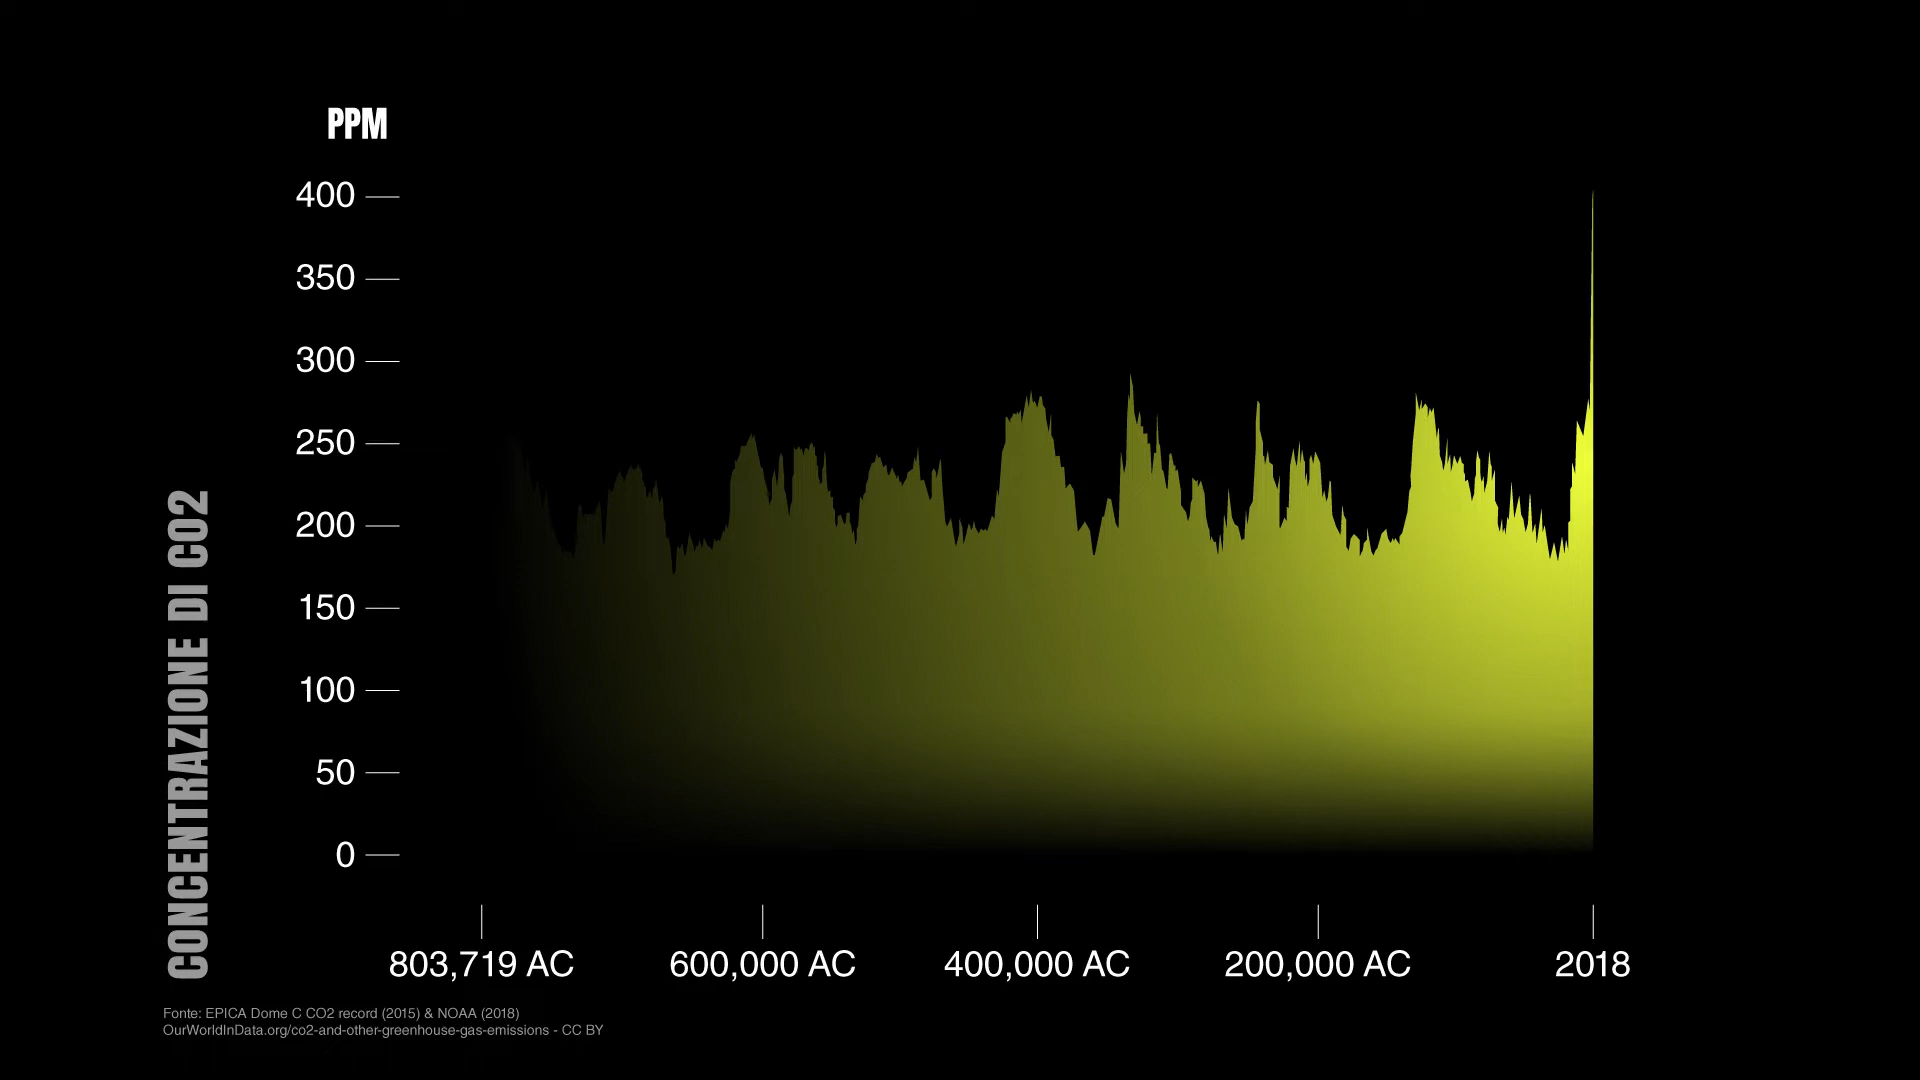 PPM
400
350
300
250
200
150
100
50
0
CONCENTRAZIONE DI CO2
803,719 AC
600,000 AC
400,000 AC
200,000 AC
2018
Fonte: EPICA Dome C CO2 record (2015) & NOAA (2018)
OurWorldInData.org/co2-and-other-greenhouse-gas-emissions - CC BY